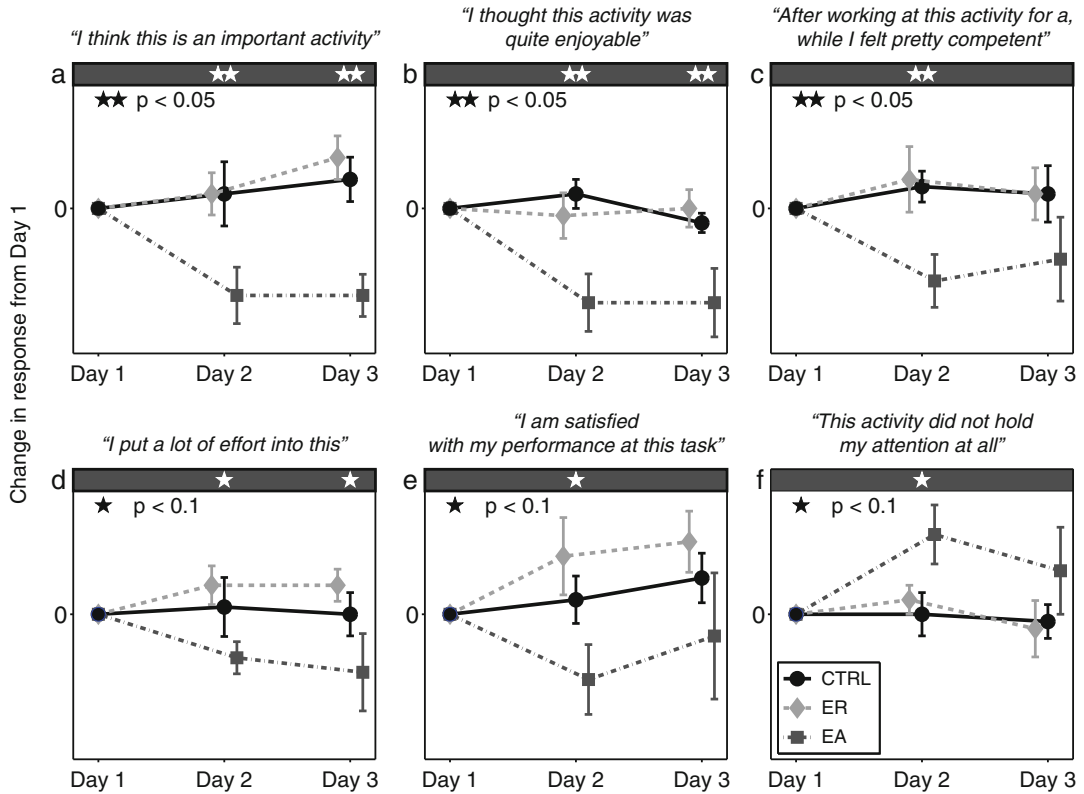 “I think this is an important activity”
“I thought this activity was
quite enjoyable”
“After working at this activity for a,
while I felt pretty competent”
a
★★ p < 0.05
b
★★ p < 0.05
c
★★ p < 0.05
Change in response from Day 1
0
0
0
Day 1 Day 2 Day 3
Day 1 Day 2 Day 3
Day 1 Day 2 Day 3
“I put a lot of effort into this”
“I am satisfied
with my performance at this task”
“This activity did not hold
my attention at all”
d
★ p < 0.1
e
★ p < 0.1
f
★ p < 0.1
0
0
0
CTRL
ER
EA
Day 1 Day 2 Day 3
Day 1 Day 2 Day 3
Day 1 Day 2 Day 3